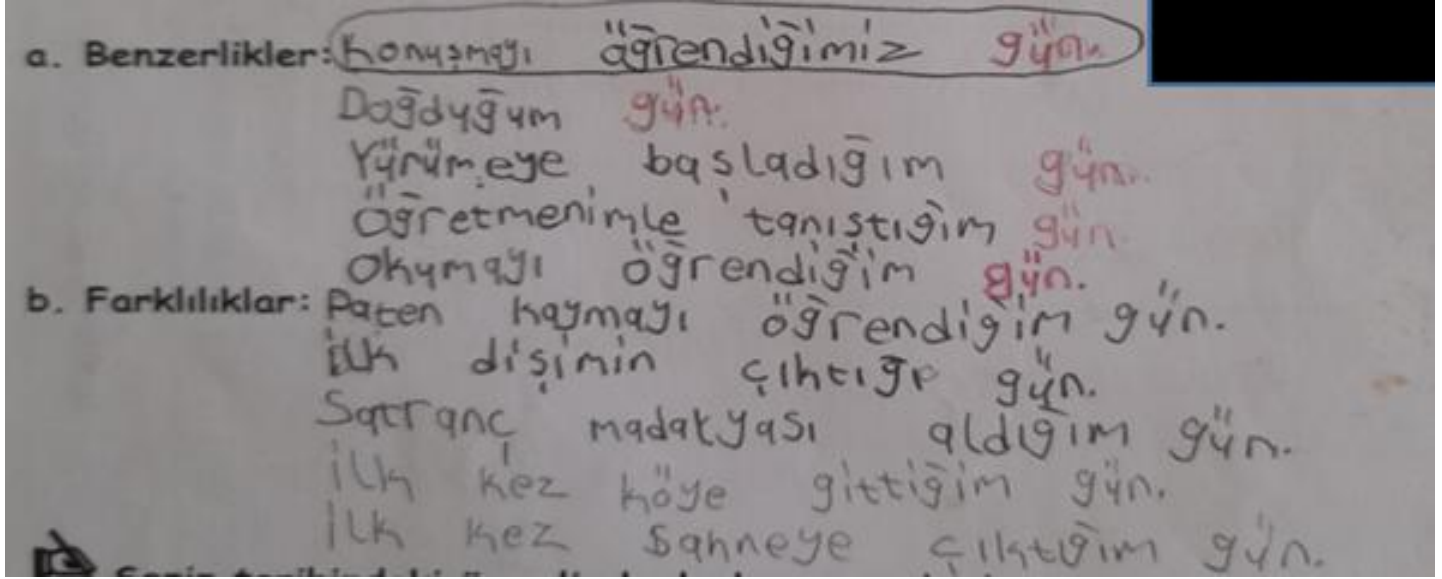 a. Benzerlikler: Konuşmayı öğrendiğimiz gün.
Doğduğum gün.
Yürümeye başladığım gün.
Öğretmenimle tanıştığım gün.
Okumayı öğrendiğim gün.
b. Farklılıklar: Paten kaymayı öğrendiğim gün.
İlk dişimin çıktığı gün.
Satranç madatyası aldığım gün.
İlk kez köye gittiğim gün.
İlk kez Sahneye çıktığım gün.